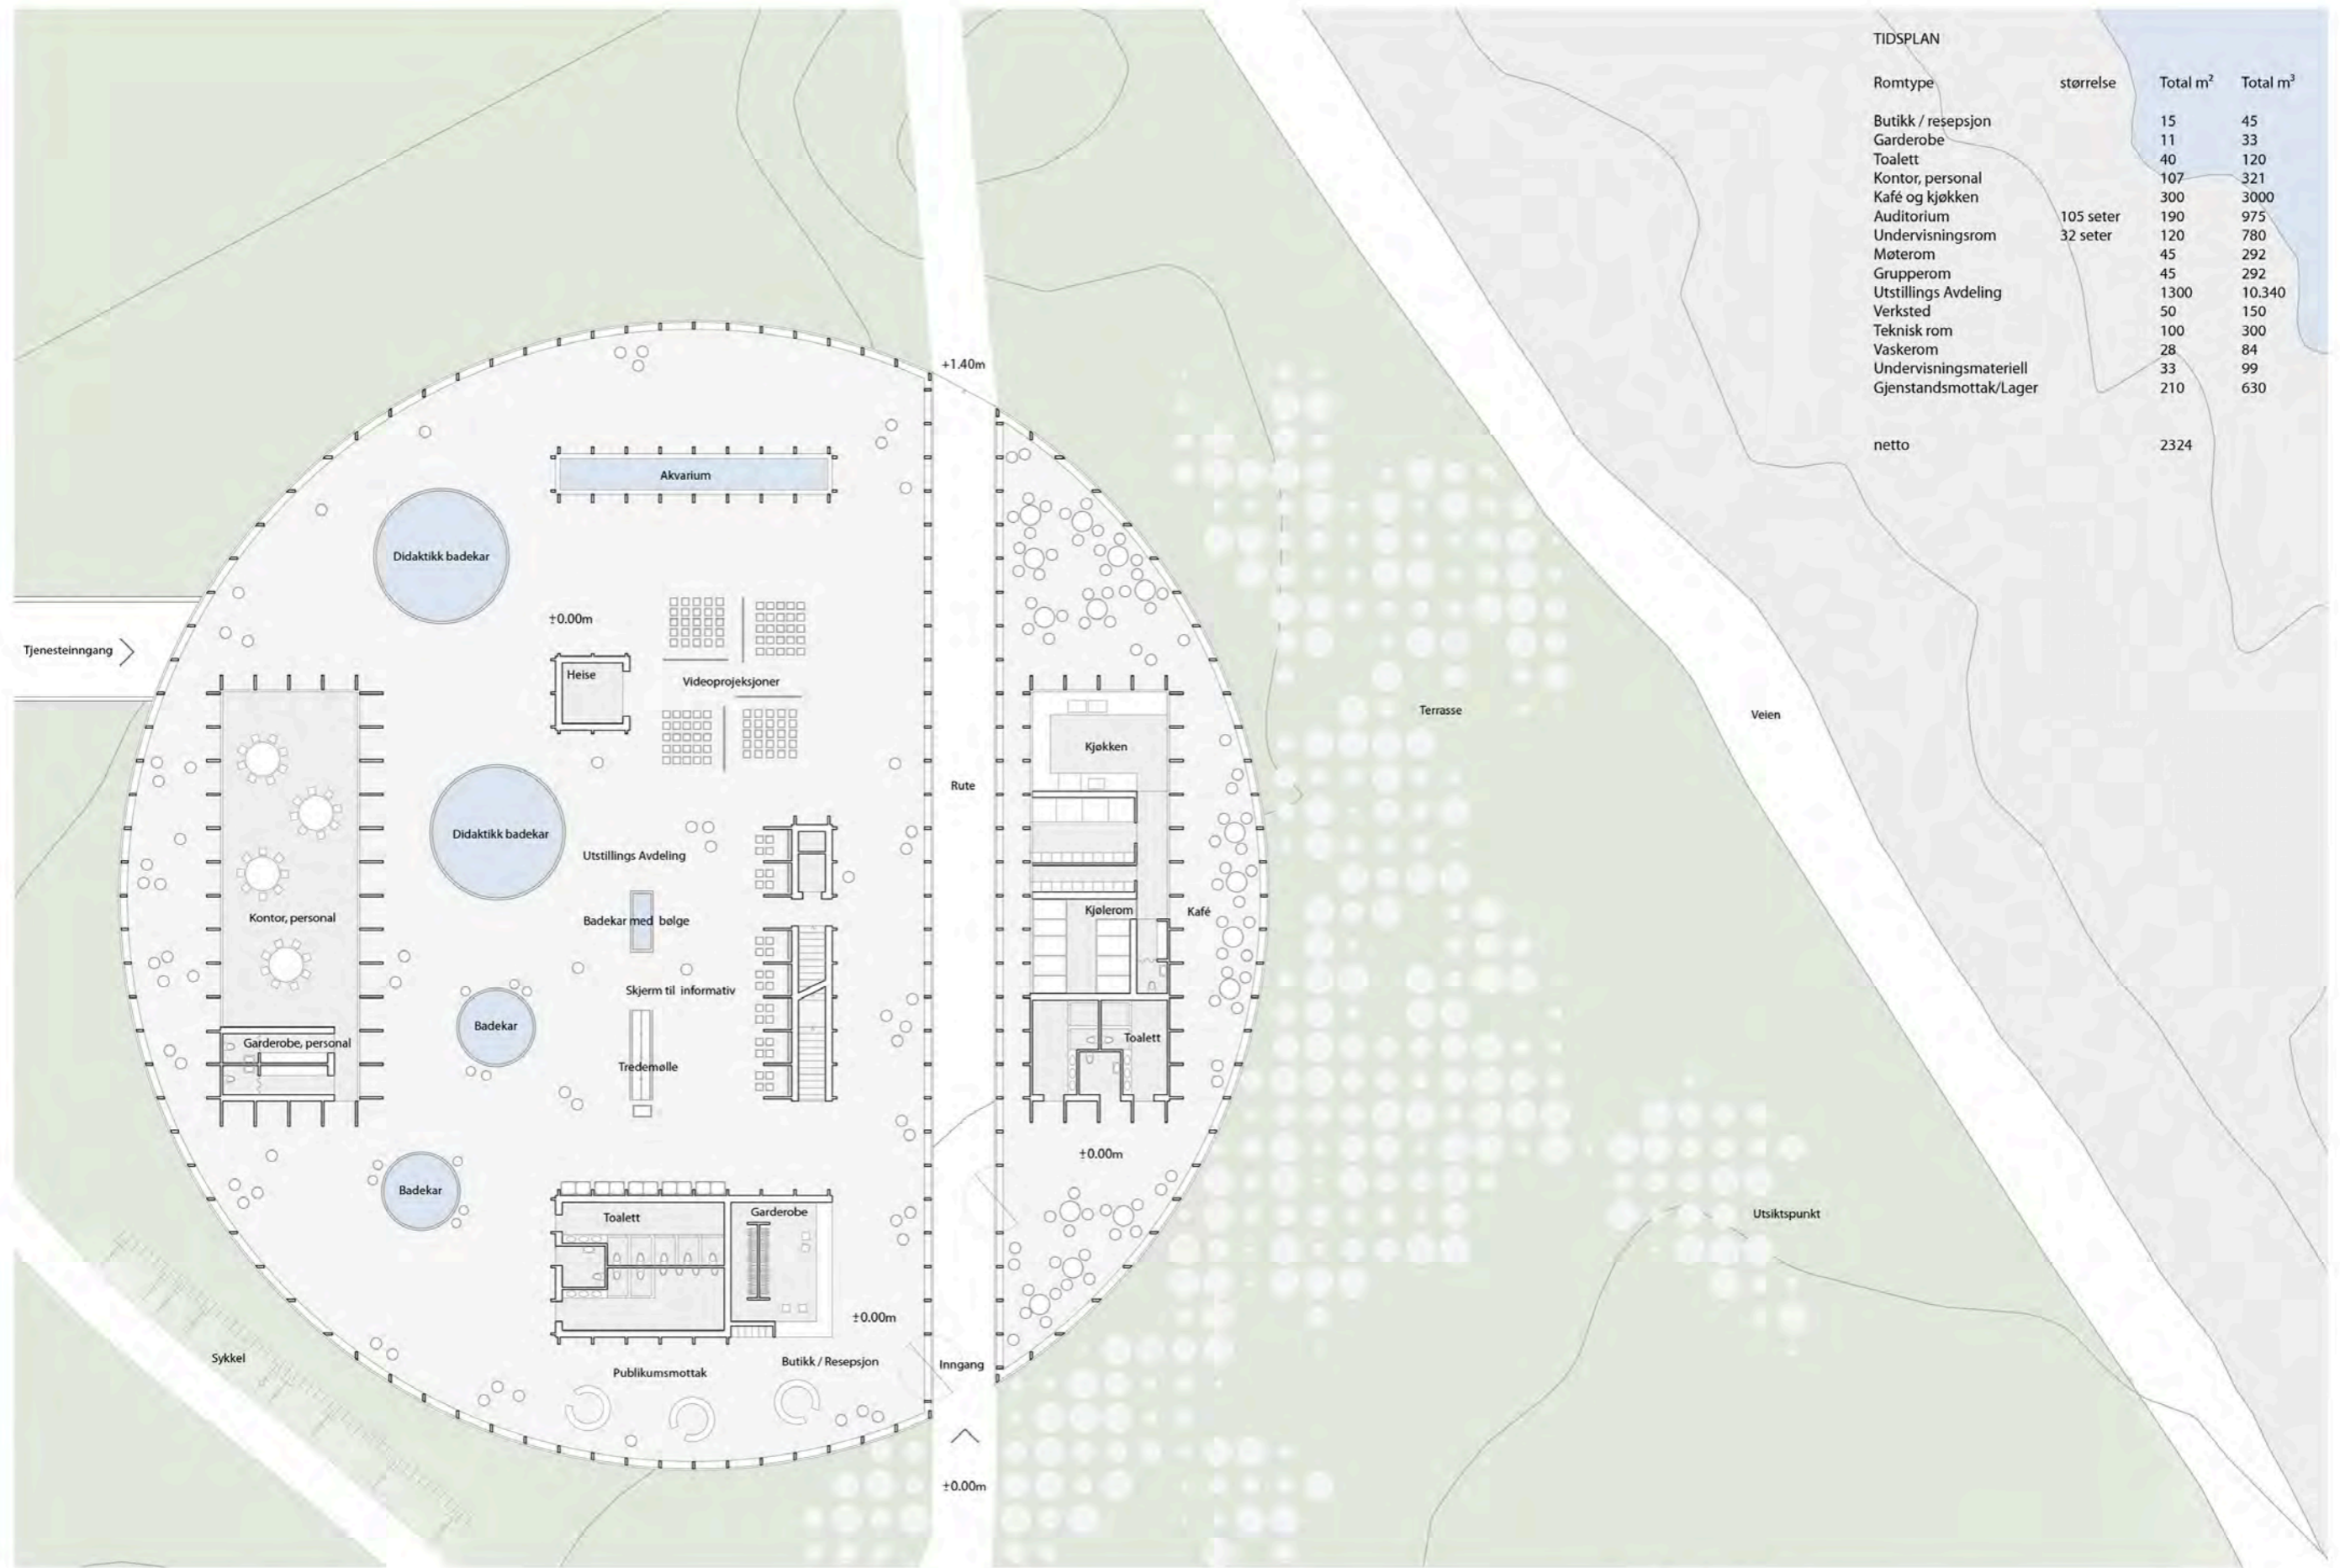 TIDSPLAN
Romtype størrelse Total m² Total m³
Butikk / resepsjon 15 45
Garderobe 11 33
Toalett 40 120
Kontor, personal 107 321
Kafé og kjøkken 300 3000
Auditorium 105 seter 190 975
Undervisningsrom 32 seter 120 780
Møterom 45 292
Grupperom 45 292
Utstillings Avdeling 1300 10.340
Verksted 50 150
Teknisk rom 100 300
Vaskerom 28 84
Undervisningsmateriell 33 99
Gjenstandsmottak/Lager 210 630
netto 2324
+1.40m
Akvarium
Didaktikk badekar
±0.00m
Tjenesteinngang
Heise
Videoprojeksjoner
Terrasse
Veien
Kjøkken
Rute
Didaktikk badekar
Utstillings Avdeling
Kontor, personal
Badekar med bølge
Kjølerom
Kafé
Skjerm til informativ
Badekar
Toalett
Garderobe, personal
Tredemølle
±0.00m
Badekar
Toalett
Garderobe
Utsiktspunkt
±0.00m
Sykkel
Publikumsmottak
Butikk / Resepsjon
Inngang
±0.00m